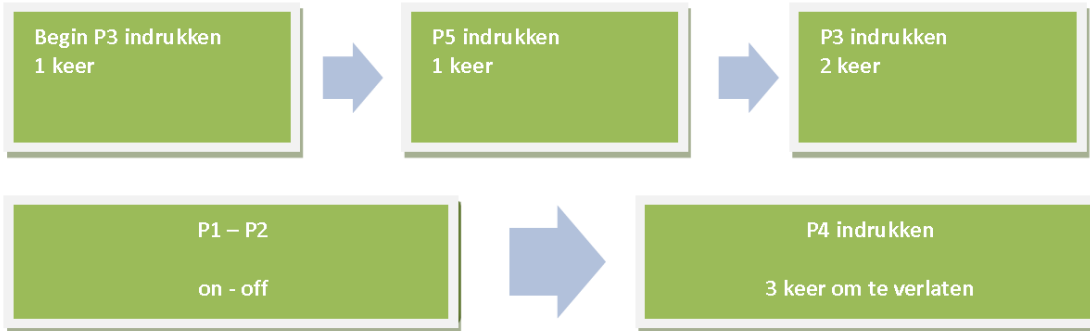 Begin P3 indrukken
1 keer
P5 indrukken
1 keer
P3 indrukken
2 keer
P1 – P2
on - off
P4 indrukken
3 keer om te verlaten